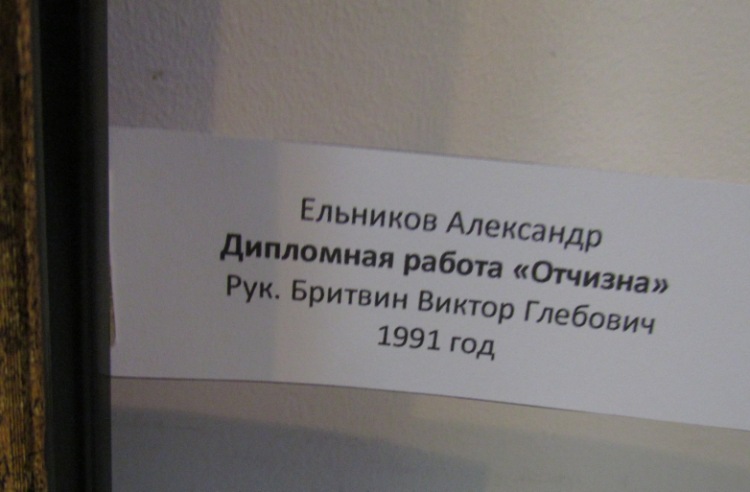 Ельников Александр
Дипломная работа «Отчизна»
Рук. Бритвин Виктор Глебович
1991 год